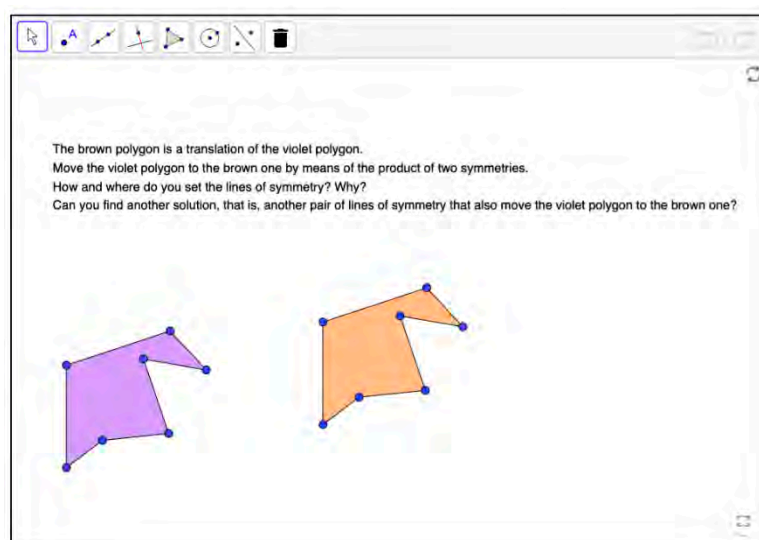 A
The brown polygon is a translation of the violet polygon.
Move the violet polygon to the brown one by means of the product of two symmetries.
How and where do you set the lines of symmetry? Why?
Can you find another solution, that is, another pair of lines of symmetry that also move the violet polygon to the brown one?